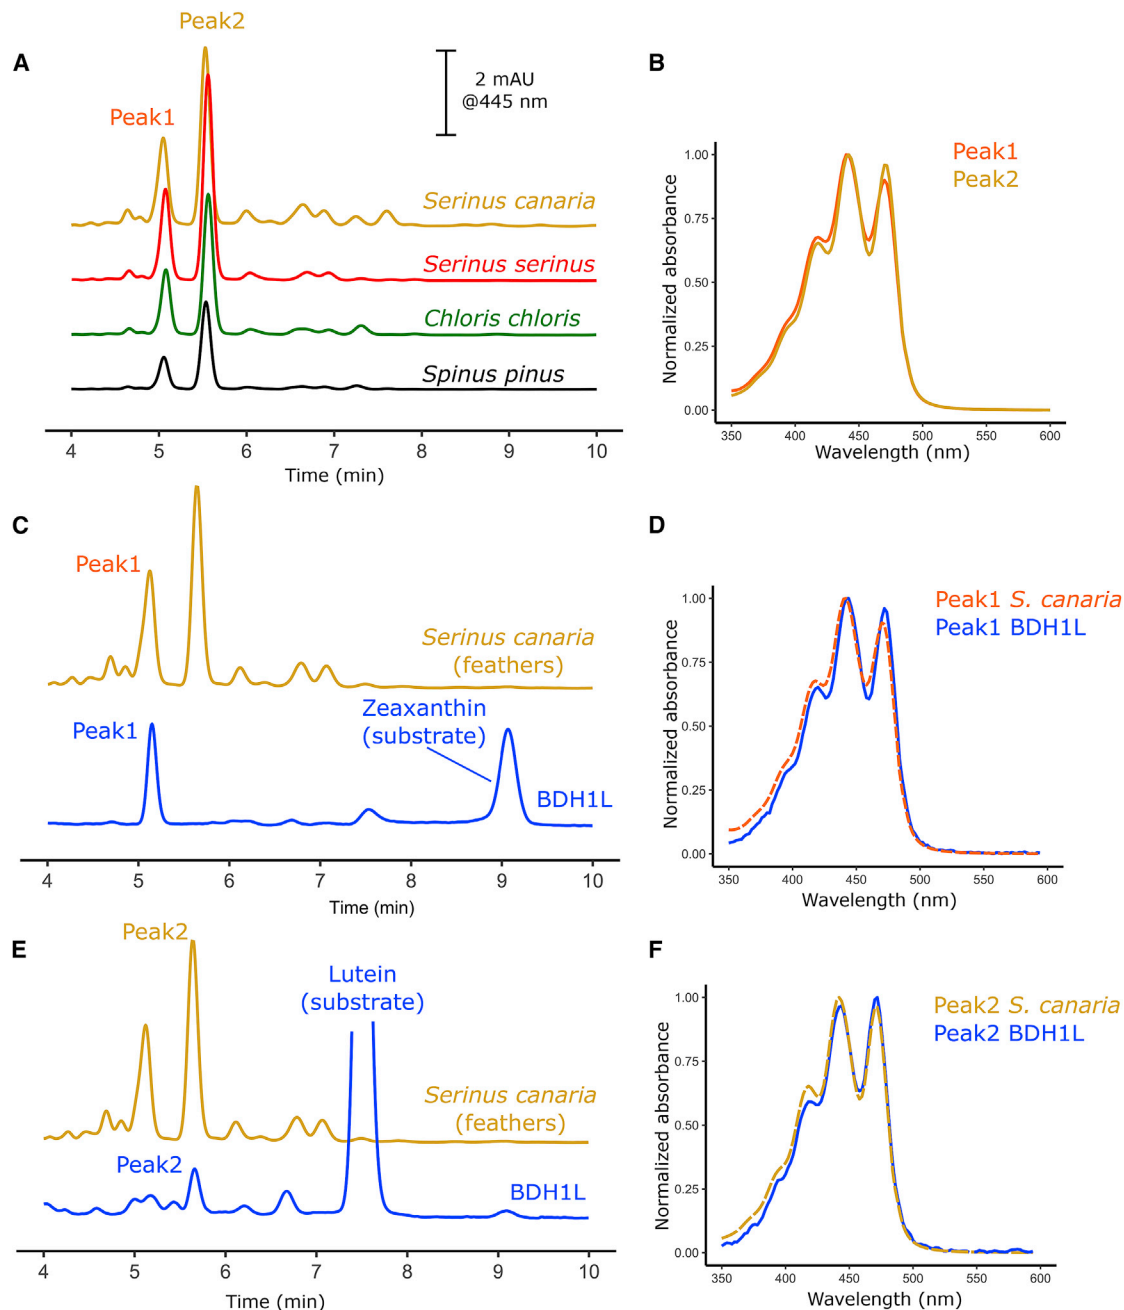 A
Peak2
Peak1
2 mAU
@445 nm
Serinus canaria
Serinus serinus
Chloris chloris
Spinus pinus
4 5 6 7 8 9 10
Time (min)
B
Peak1
Peak2
Normalized absorbance
1.00
0.75
0.50
0.25
0.00
350 400 450 500 550 600
Wavelength (nm)
C
Peak1
Serinus canaria
(feathers)
Peak1
Zeaxanthin
(substrate)
BDH1L
4 5 6 7 8 9 10
Time (min)
D
Peak1 S. canaria
Peak1 BDH1L
Normalized absorbance
1.00
0.75
0.50
0.25
0.00
350 400 450 500 550 600
Wavelength (nm)
E
Peak2
Lutein
(substrate)
Serinus canaria
(feathers)
Peak2
BDH1L
4 5 6 7 8 9 10
Time (min)
F
Peak2 S. canaria
Peak2 BDH1L
Normalized absorbance
1.00
0.75
0.50
0.25
0.00
350 400 450 500 550 600
Wavelength (nm)